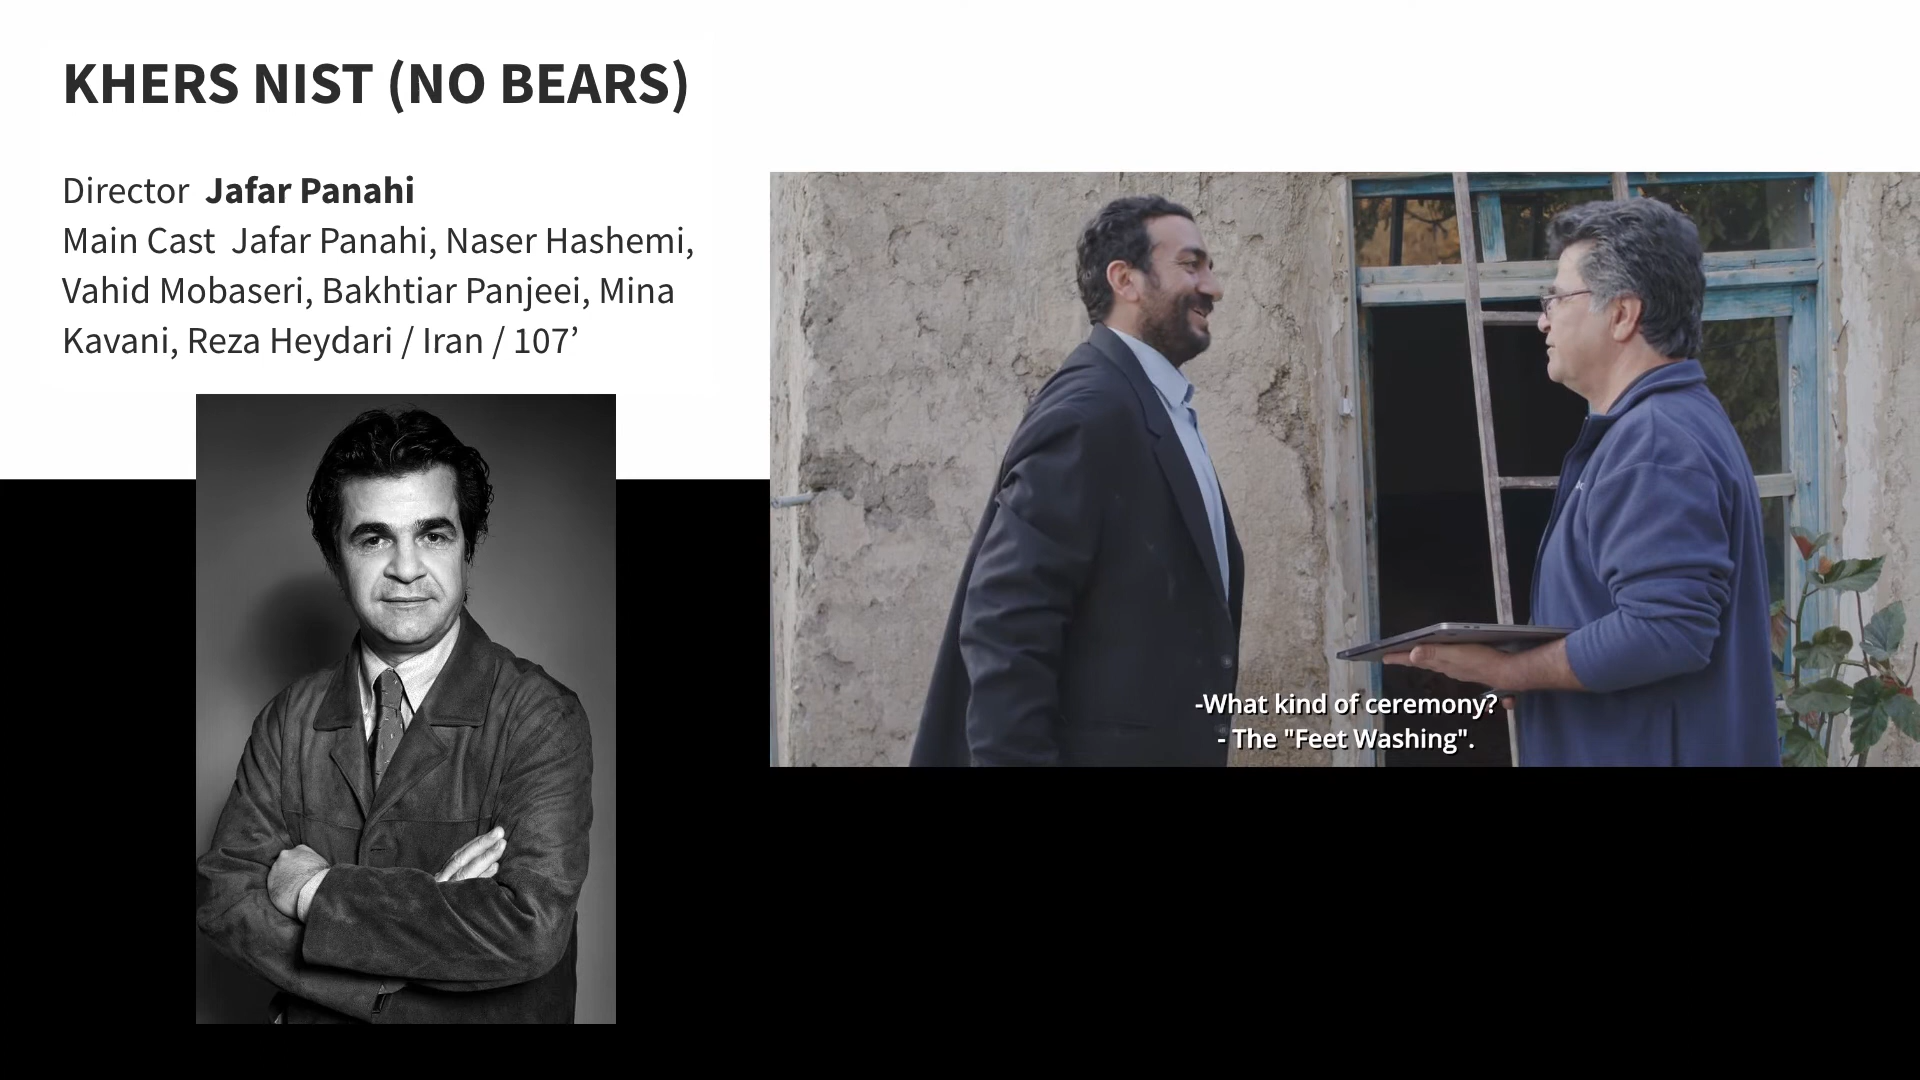 KHERS NIST (NO BEARS)
Director Jafar Panahi
Main Cast Jafar Panahi, Naser Hashemi,
Vahid Mobaseri, Bakhtiar Panjeei, Mina
Kavani, Reza Heydari / Iran / 107’
-What kind of ceremony?
- The "Feet Washing".